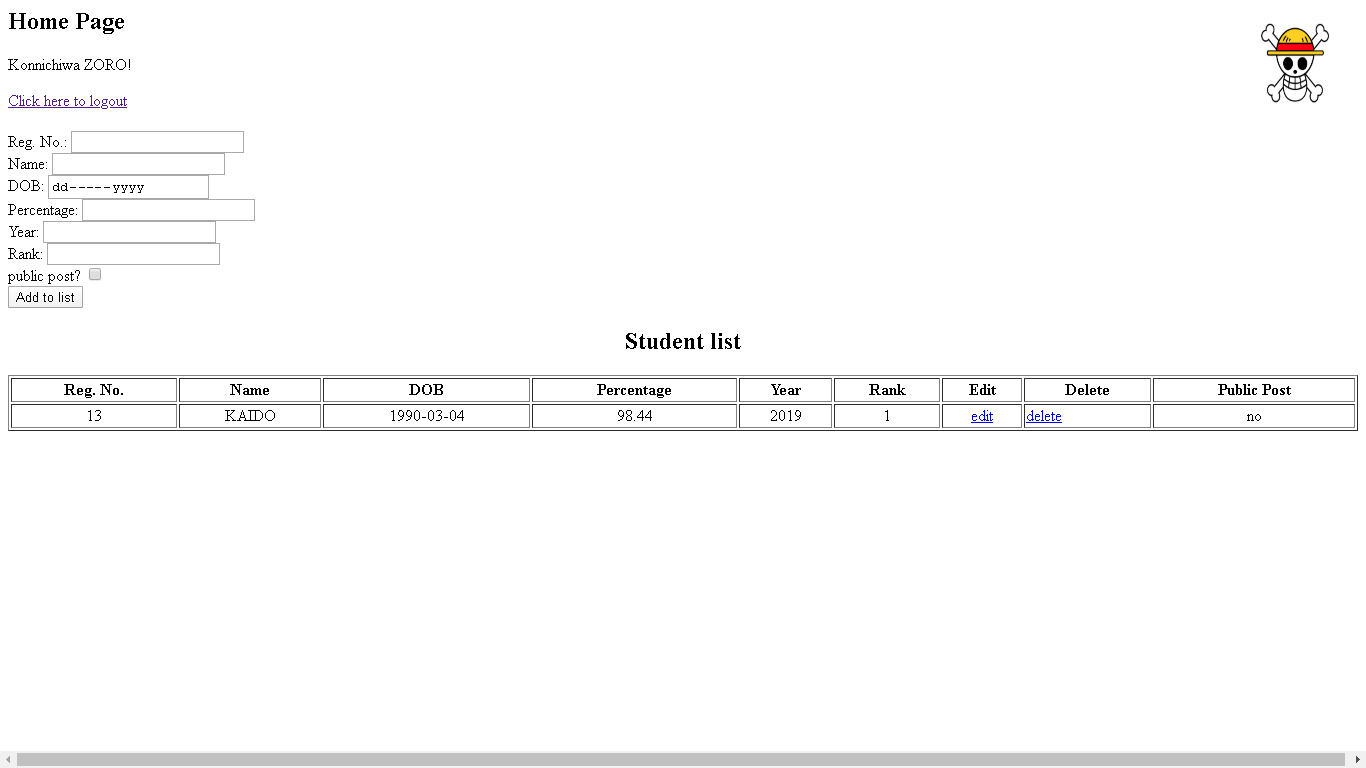 Home Page
Konnichiwa ZORO!
Click here to logout
Reg. No.:
Name:
DOB: dd-----yyyy
Percentage:
Year:
Rank:
public post?
Add to list
Student list
Reg. No. Name DOB Percentage Year Rank Edit Delete Public Post
13 KAIDO 1990-03-04 98.44 2019 1 edit delete no